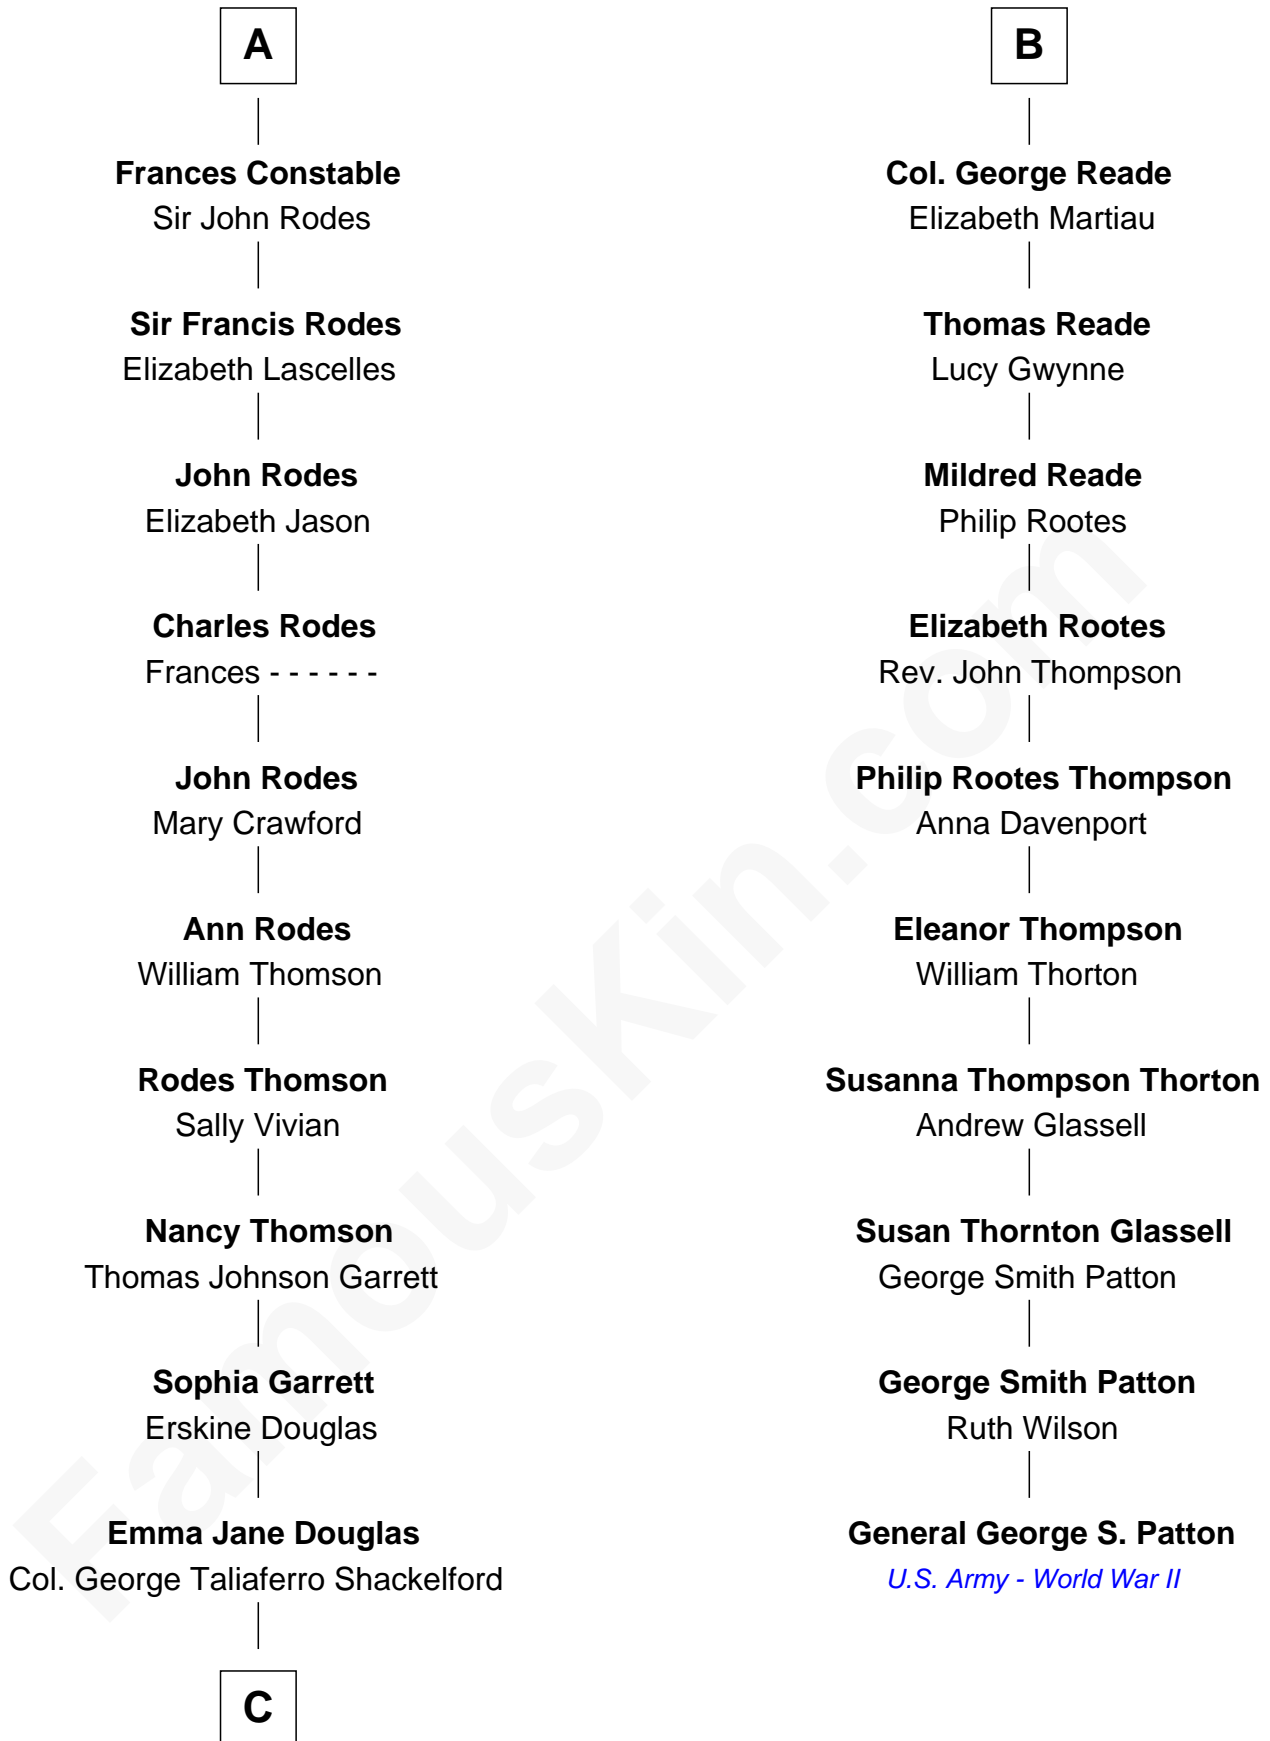 A
Frances Constable
Sir John Rodes
Sir Francis Rodes
Elizabeth Lascelles
John Rodes
Elizabeth Jason
Charles Rodes
Frances - - - - - -
John Rodes
Mary Crawford
Ann Rodes
William Thomson
Rodes Thomson
Sally Vivian
Nancy Thomson
Thomas Johnson Garrett
Sophia Garrett
Erskine Douglas
Emma Jane Douglas
Col. George Taliaferro Shackelford
C
B
Col. George Reade
Elizabeth Martiau
Thomas Reade
Lucy Gwynne
Mildred Reade
Philip Rootes
Elizabeth Rootes
Rev. John Thompson
Philip Rootes Thompson
Anna Davenport
Eleanor Thompson
William Thorton
Susanna Thompson Thorton
Andrew Glassell
Susan Thornton Glassell
George Smith Patton
George Smith Patton
Ruth Wilson
General George S. Patton
U.S. Army - World War II
FamousKin.com